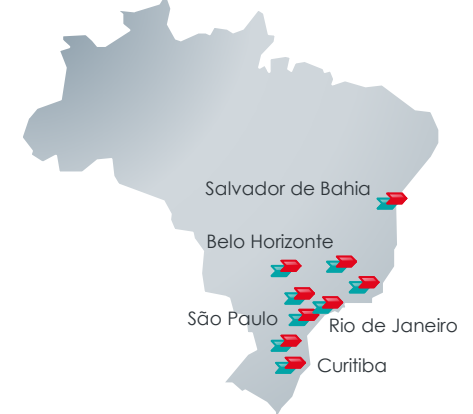 Salvador de Bahia
Belo Horizonte
São Paulo
Rio de Janeiro
Curitiba